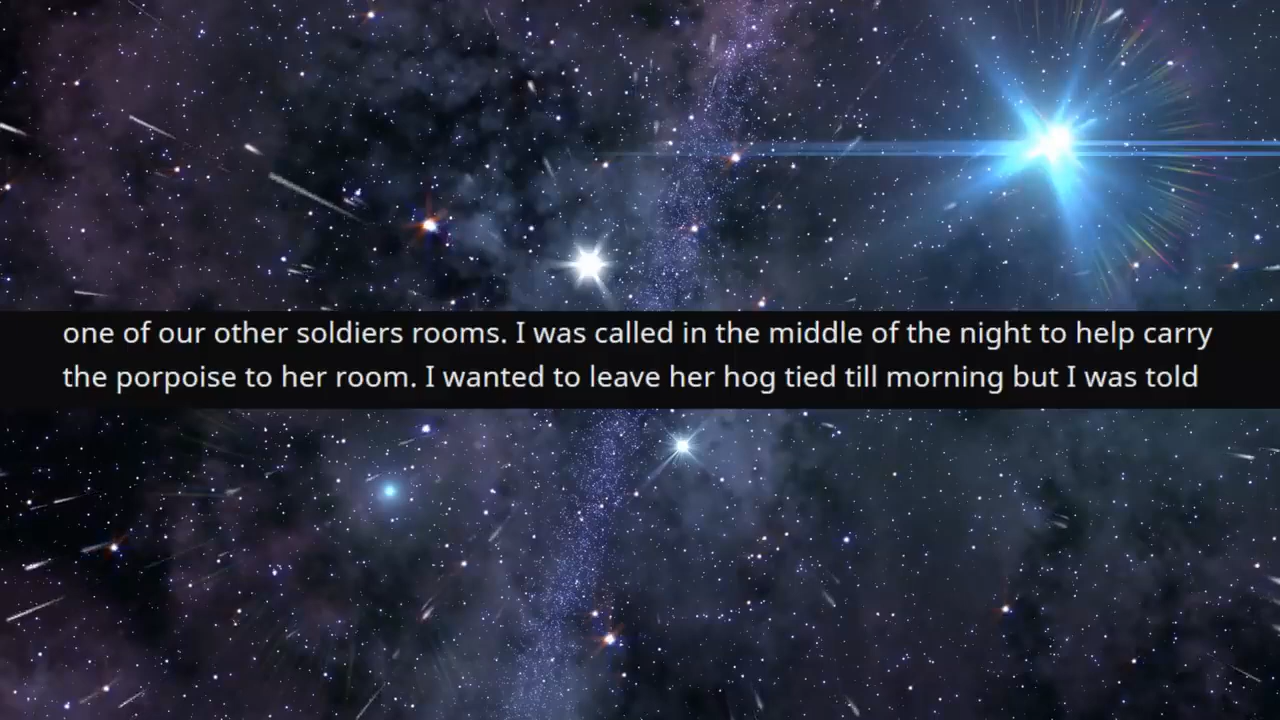 one of our other soldiers rooms. I was called in the middle of the night to help carry
the porpoise to her room. I wanted to leave her hog tied till morning but I was told